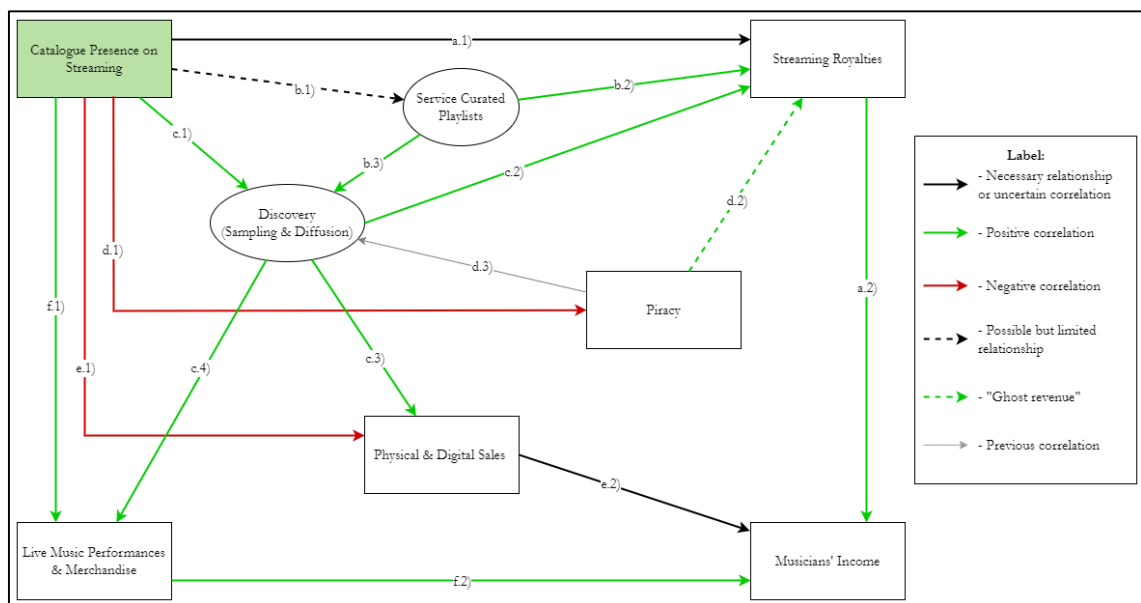 Catalogue Presence on
Streaming
a.1)
Streaming Royalties
b.1)
Service Curated
Playlists
b.2)
c.1)
b.3)
c.2)
Label:
- Necessary relationship
or uncertain correlation
- Positive correlation
- Negative correlation
- Possible but limited
relationship
- "Ghost revenue"
- Previous correlation
Discovery
(Sampling & Diffusion)
d.2)
d.1)
d.3)
Piracy
a.2)
f.1)
e.1)
c.4)
c.3)
Physical & Digital Sales
e.2)
Live Music Performances
& Merchandise
f.2)
Musicians' Income